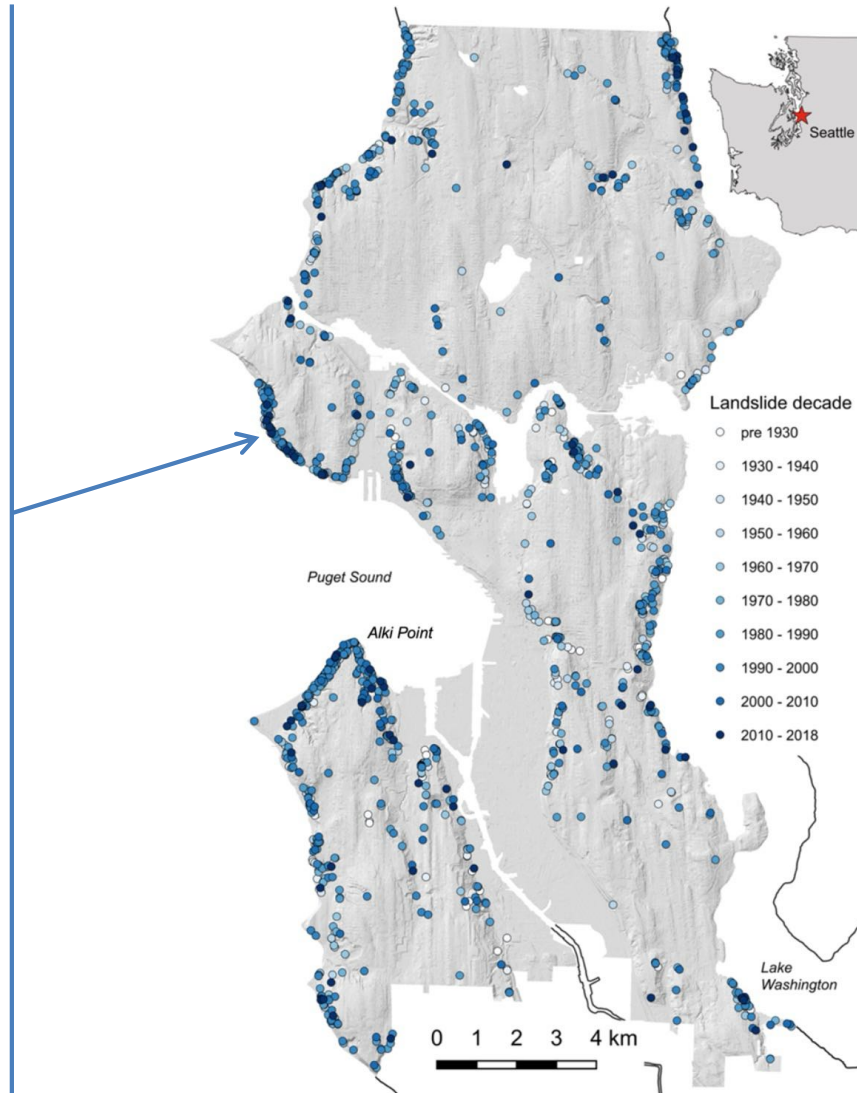 Seattle
Landslide decade
pre 1930
1930 - 1940
1940 - 1950
1950 - 1960
1960 - 1970
1970 - 1980
1980 - 1990
1990 - 2000
2000 - 2010
2010 - 2018
Puget Sound
Alki Point
Lake
Washington
0 1 2 3 4 km